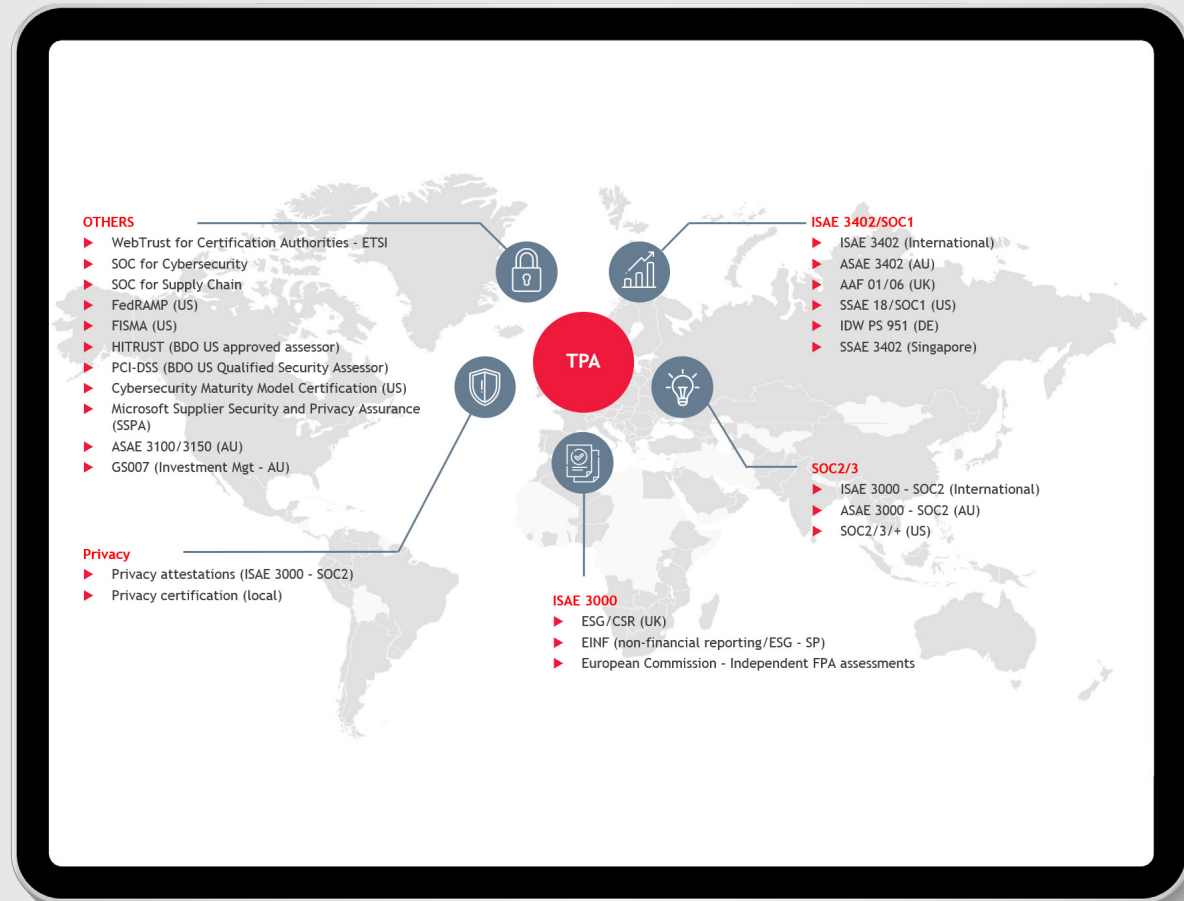 OTHERS
WebTrust for Certification Authorities - ETSI
SOC for Cybersecurity
SOC for Supply Chain
FedRAMP (US)
FISMA (US)
HITRUST (BDO US approved assessor)
PCI-DSS (BDO US Qualified Security Assessor)
Cybersecurity Maturity Model Certification (US)
Microsoft Supplier Security and Privacy Assurance
(SSPA)
ASAE 3100/3150 (AU)
GS007 (Investment Mgt - AU)
Privacy
Privacy attestations (ISAE 3000 - SOC2)
Privacy certification (local)
TPA
ISAE 3000
ESG/CSR (UK)
EINF (non-financial reporting/ESG - SP)
European Commission - Independent FPA assessments
ISAE 3402/SOC1
ISAE 3402 (International)
ASAE 3402 (AU)
AAF 01/06 (UK)
SSAE 18/SOC1 (US)
IDW PS 951 (DE)
SSAE 3402 (Singapore)
SOC2/3
ISAE 3000 - SOC2 (International)
ASAE 3000 - SOC2 (AU)
SOC2/3/+ (US)